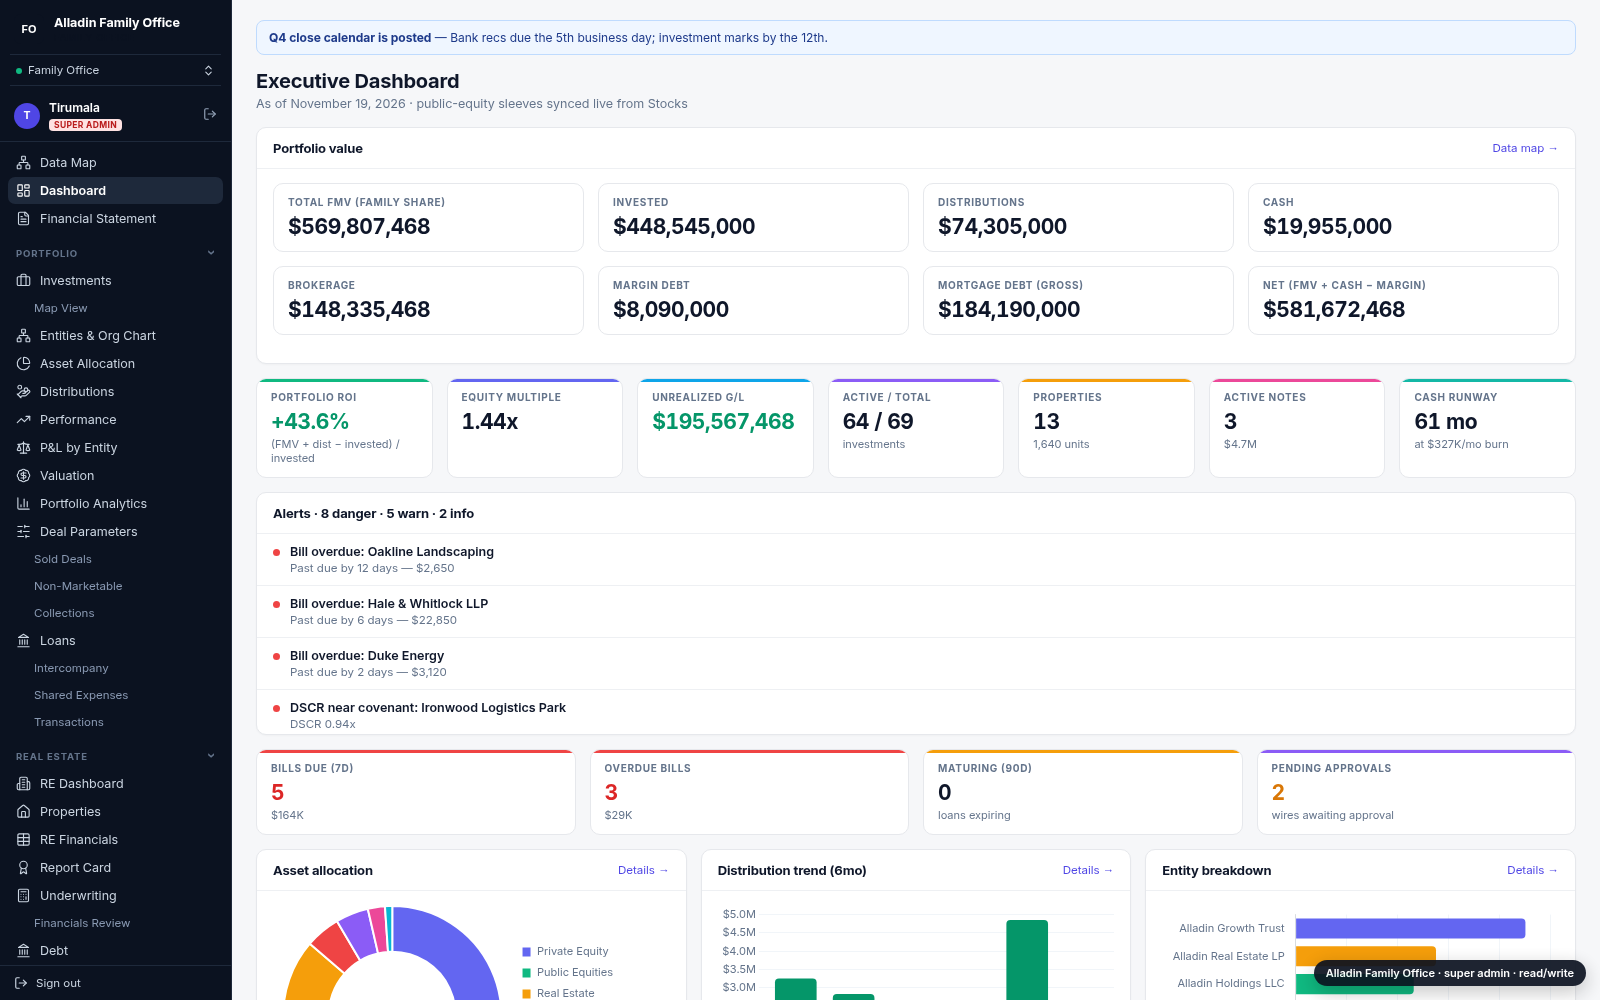 FO
Alladin Family Office
Family Office
T
Tirumala
SUPER ADMIN
Data Map
Dashboard
Financial Statement
PORTFOLIO
Investments
Map View
Entities & Org Chart
Asset Allocation
Distributions
Performance
P&L by Entity
Valuation
Portfolio Analytics
Deal Parameters
Sold Deals
Non-Marketable
Collections
Loans
Intercompany
Shared Expenses
Transactions
REAL ESTATE
RE Dashboard
Properties
RE Financials
Report Card
Underwriting
Financials Review
Debt
Sign out
Q4 close calendar is posted — Bank recs due the 5th business day; investment marks by the 12th.
Executive Dashboard
As of November 19, 2026 · public-equity sleeves synced live from Stocks
Portfolio value
Data map →
TOTAL FMV (FAMILY SHARE)
$569,807,468
INVESTED
$448,545,000
DISTRIBUTIONS
$74,305,000
CASH
$19,955,000
BROKERAGE
$148,335,468
MARGIN DEBT
$8,090,000
MORTGAGE DEBT (GROSS)
$184,190,000
NET (FMV + CASH − MARGIN)
$581,672,468
PORTFOLIO ROI
+43.6%
(FMV + dist − invested) /
invested
EQUITY MULTIPLE
1.44x
UNREALIZED G/L
$195,567,468
ACTIVE / TOTAL
64 / 69
investments
PROPERTIES
13
1,640 units
ACTIVE NOTES
3
$4.7M
CASH RUNWAY
61 mo
at $327K/mo burn
Alerts · 8 danger · 5 warn · 2 info
Bill overdue: Oakline Landscaping
Past due by 12 days — $2,650
Bill overdue: Hale & Whitlock LLP
Past due by 6 days — $22,850
Bill overdue: Duke Energy
Past due by 2 days — $3,120
DSCR near covenant: Ironwood Logistics Park
DSCR 0.94x
BILLS DUE (7D)
5
$164K
OVERDUE BILLS
3
$29K
MATURING (90D)
0
loans expiring
PENDING APPROVALS
2
wires awaiting approval
Asset allocation
Details →
Private Equity
Public Equities
Real Estate
Distribution trend (6mo)
Details →
$5.0M
$4.5M
$4.0M
$3.5M
$3.0M
Entity breakdown
Details →
Alladin Growth Trust
Alladin Real Estate LP
Alladin Holdings LLC
Alladin Family Office · super admin · read/write